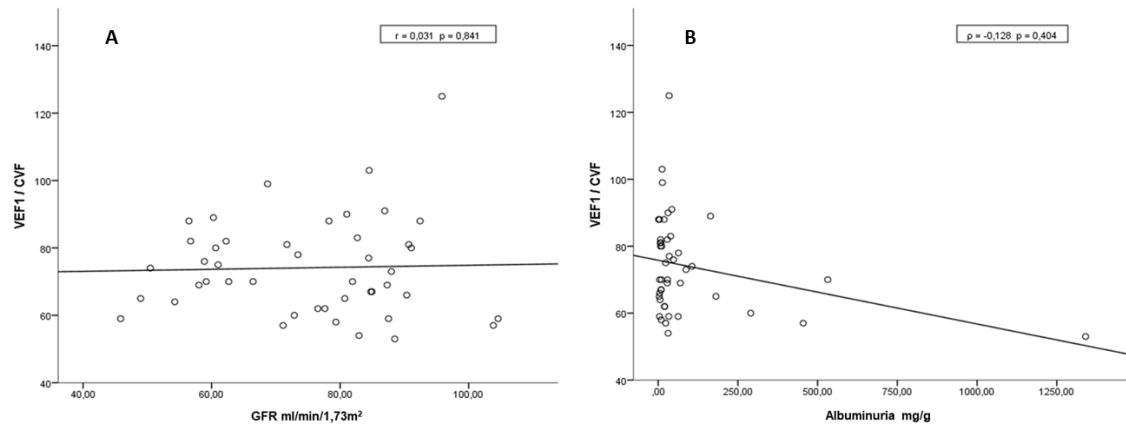 A
r = 0,031 p = 0,841
140
120
100
80
60
40
VEF1 / CVF
40,00 60,00 80,00 100,00
GFR ml/min/1,73m²
B
ρ = -0,128 p = 0,404
140
120
100
80
60
40
VEF1 / CVF
,00 250,00 500,00 750,00 1000,00 1250,00
Albuminuria mg/g